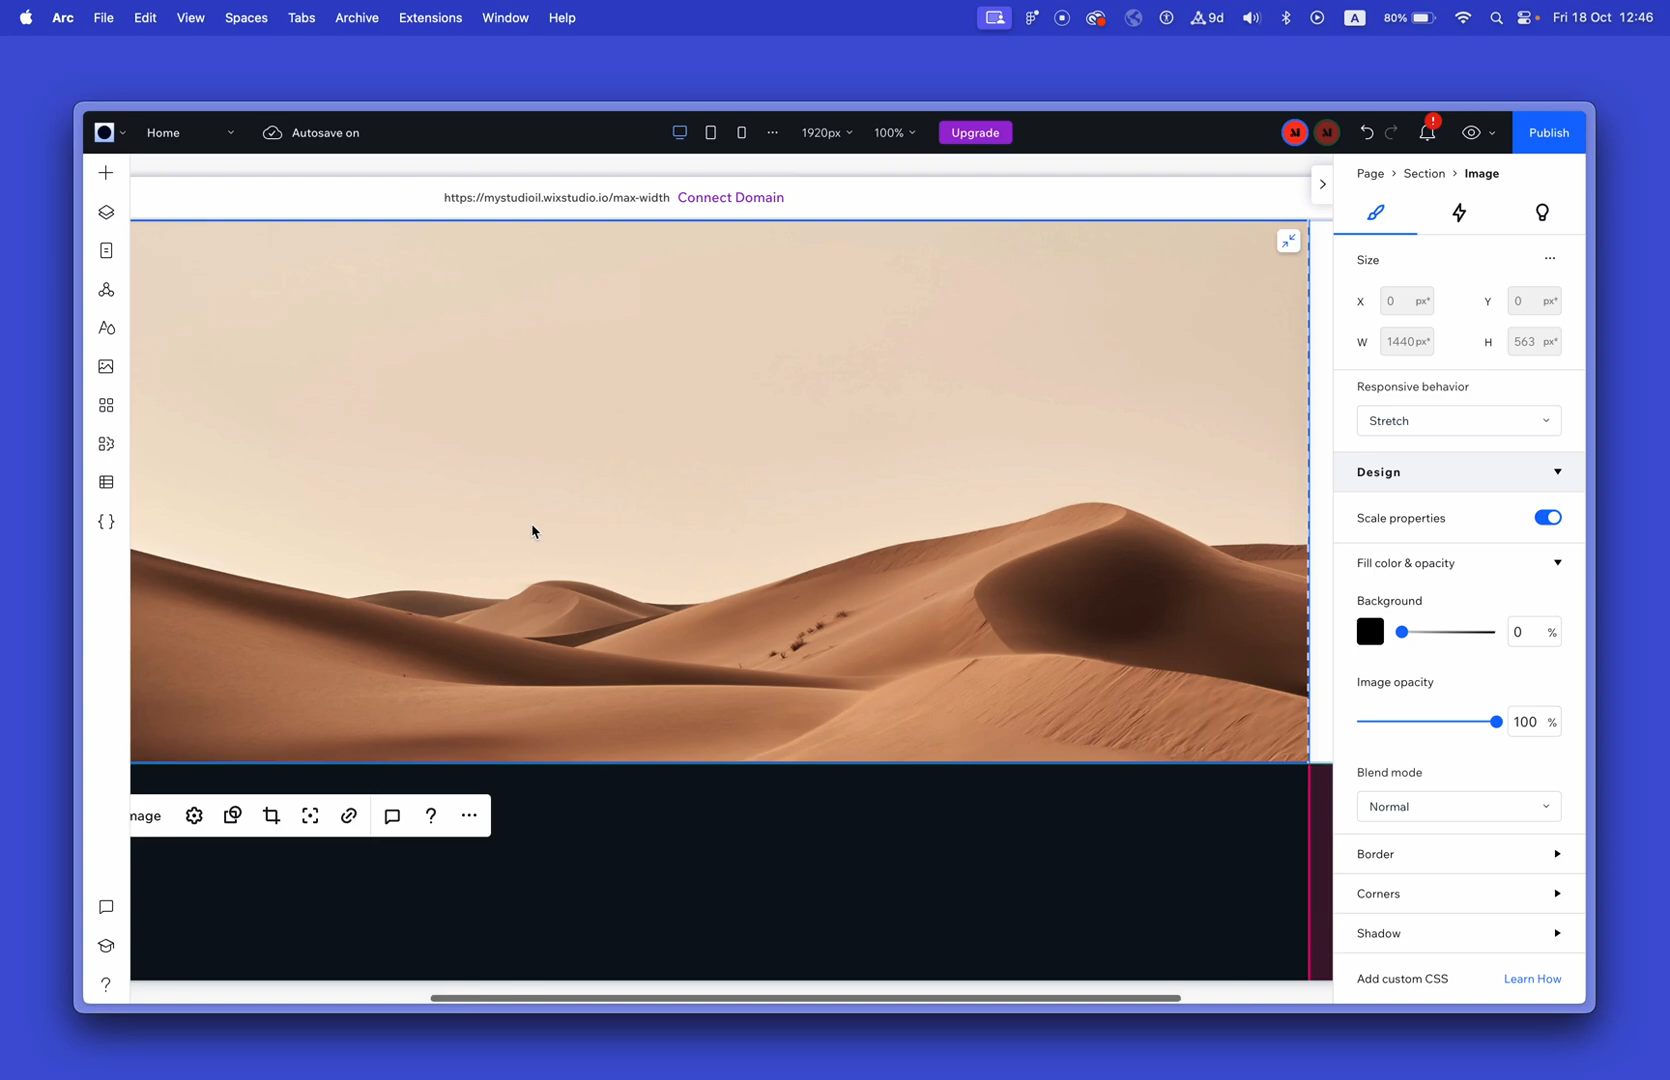 Arc File Edit View Spaces Tabs Archive Extensions Window Help 9d A 80% Fri 18 Oct 12:46
Home Autosave on 1920px 100% Upgrade ! Publish
https://mystudioil.wixstudio.io/max-width Connect Domain
Page > Section > Image
Size
X 0 px* Y 0 px*
W 1440px* H 563 px*
Responsive behavior
Stretch
Design
Scale properties
Fill color & opacity
Background
0 %
Image opacity
100 %
Blend mode
Normal
mage ?
Border
Corners
Shadow
Add custom CSS Learn How
?